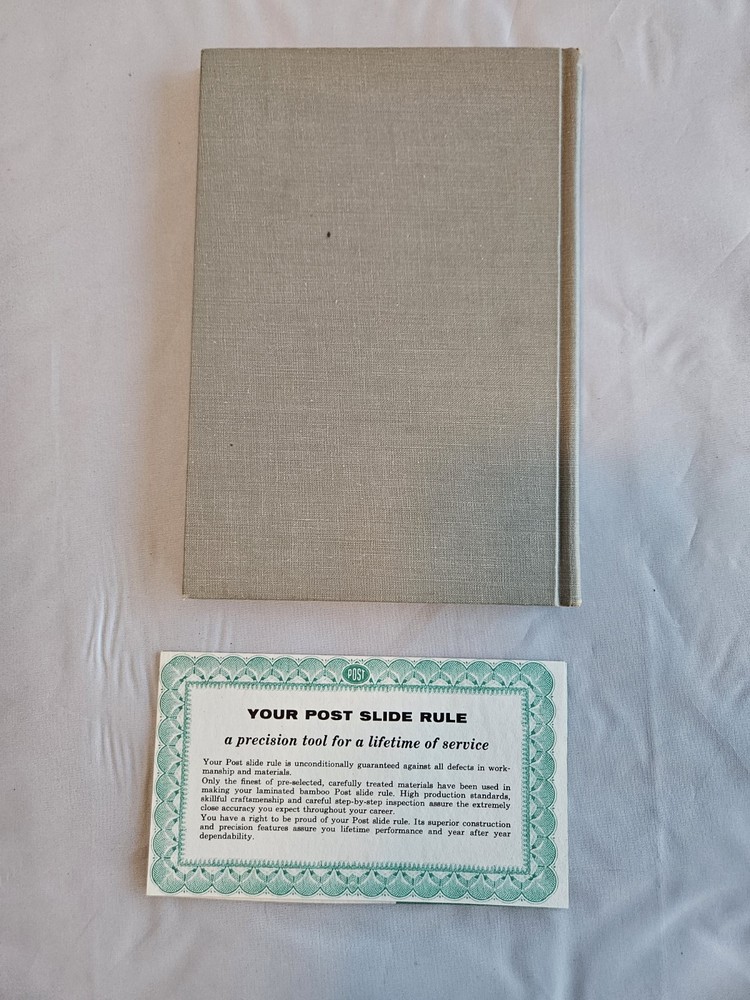 POST
YOUR POST SLIDE RULE
a precision tool for a lifetime of service
Your Post slide rule is unconditionally guaranteed against all defects in work-
manship and materials.
Only the finest of pre-selected, carefully treated materials have been used in
making your laminated bamboo Post slide rule. High production standards,
skillful craftsmenship and careful step-by-step inspection assure the extremely
close accuracy you expect throughout your career.
You have a right to be proud of your Post slide rule. Its superior construction
and precision features assure you lifetime performance and year after year
dependability.